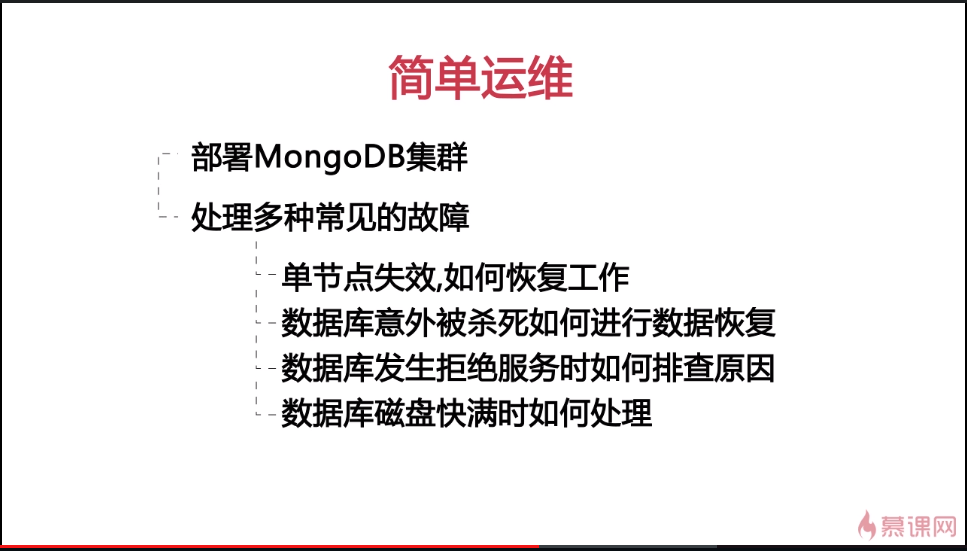 简单运维
部署MongoDB集群
处理多种常见的故障
单节点失效,如何恢复工作
数据库意外被杀死如何进行数据恢复
数据库发生拒绝服务时如何排查原因
数据库磁盘快满时如何处理
慕课网